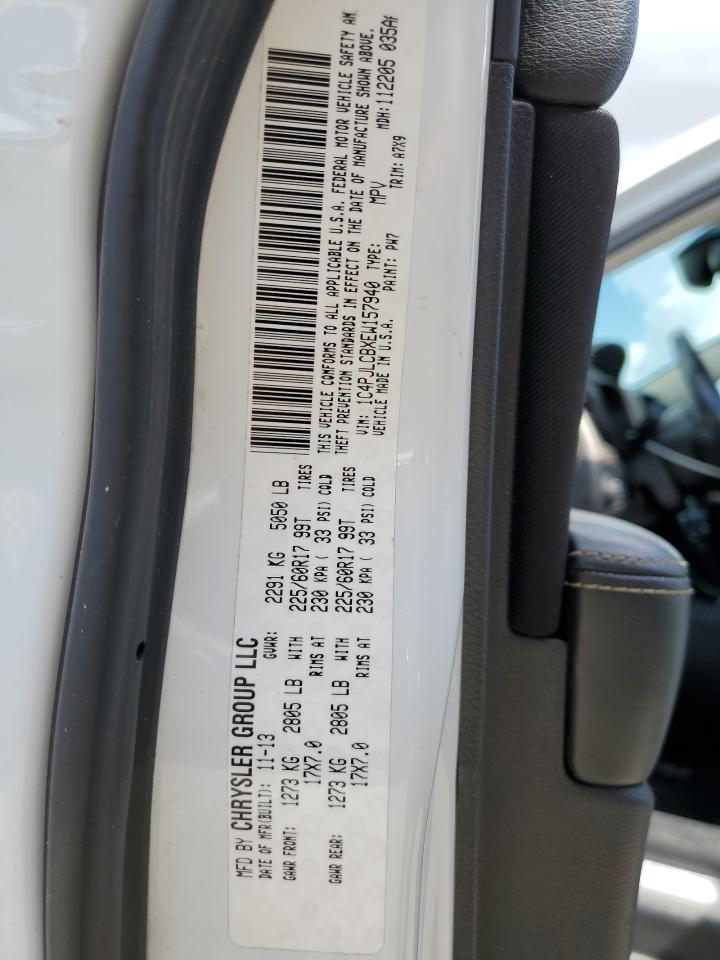 MFD BY CHRYSLER GROUP LLC
DATE OF MFR(BUILT): 11-13 GVWR: 2291 KG 5050 LB
GAWR FRONT: 1273 KG 2805 LB WITH 225/60R17 99T TIRES
17X7.0 RIMS AT 230 KPA ( 33 PSI) COLD
GAWR REAR: 1273 KG 2805 LB WITH 225/60R17 99T TIRES
17X7.0 RIMS AT 230 KPA ( 33 PSI) COLD
THIS VEHICLE CONFORMS TO ALL APPLICABLE U.S.A. FEDERAL MOTOR VEHICLE SAFETY AN
THEFT PREVENTION STANDARDS IN EFFECT ON THE DATE OF MANUFACTURE SHOWN ABOVE.
VIN: 1C4PJLCBXEW157940 TYPE: MPV MDH: 112205 035A
VEHICLE MADE IN U.S.A. PAINT: PW7 TRIM: A7X9